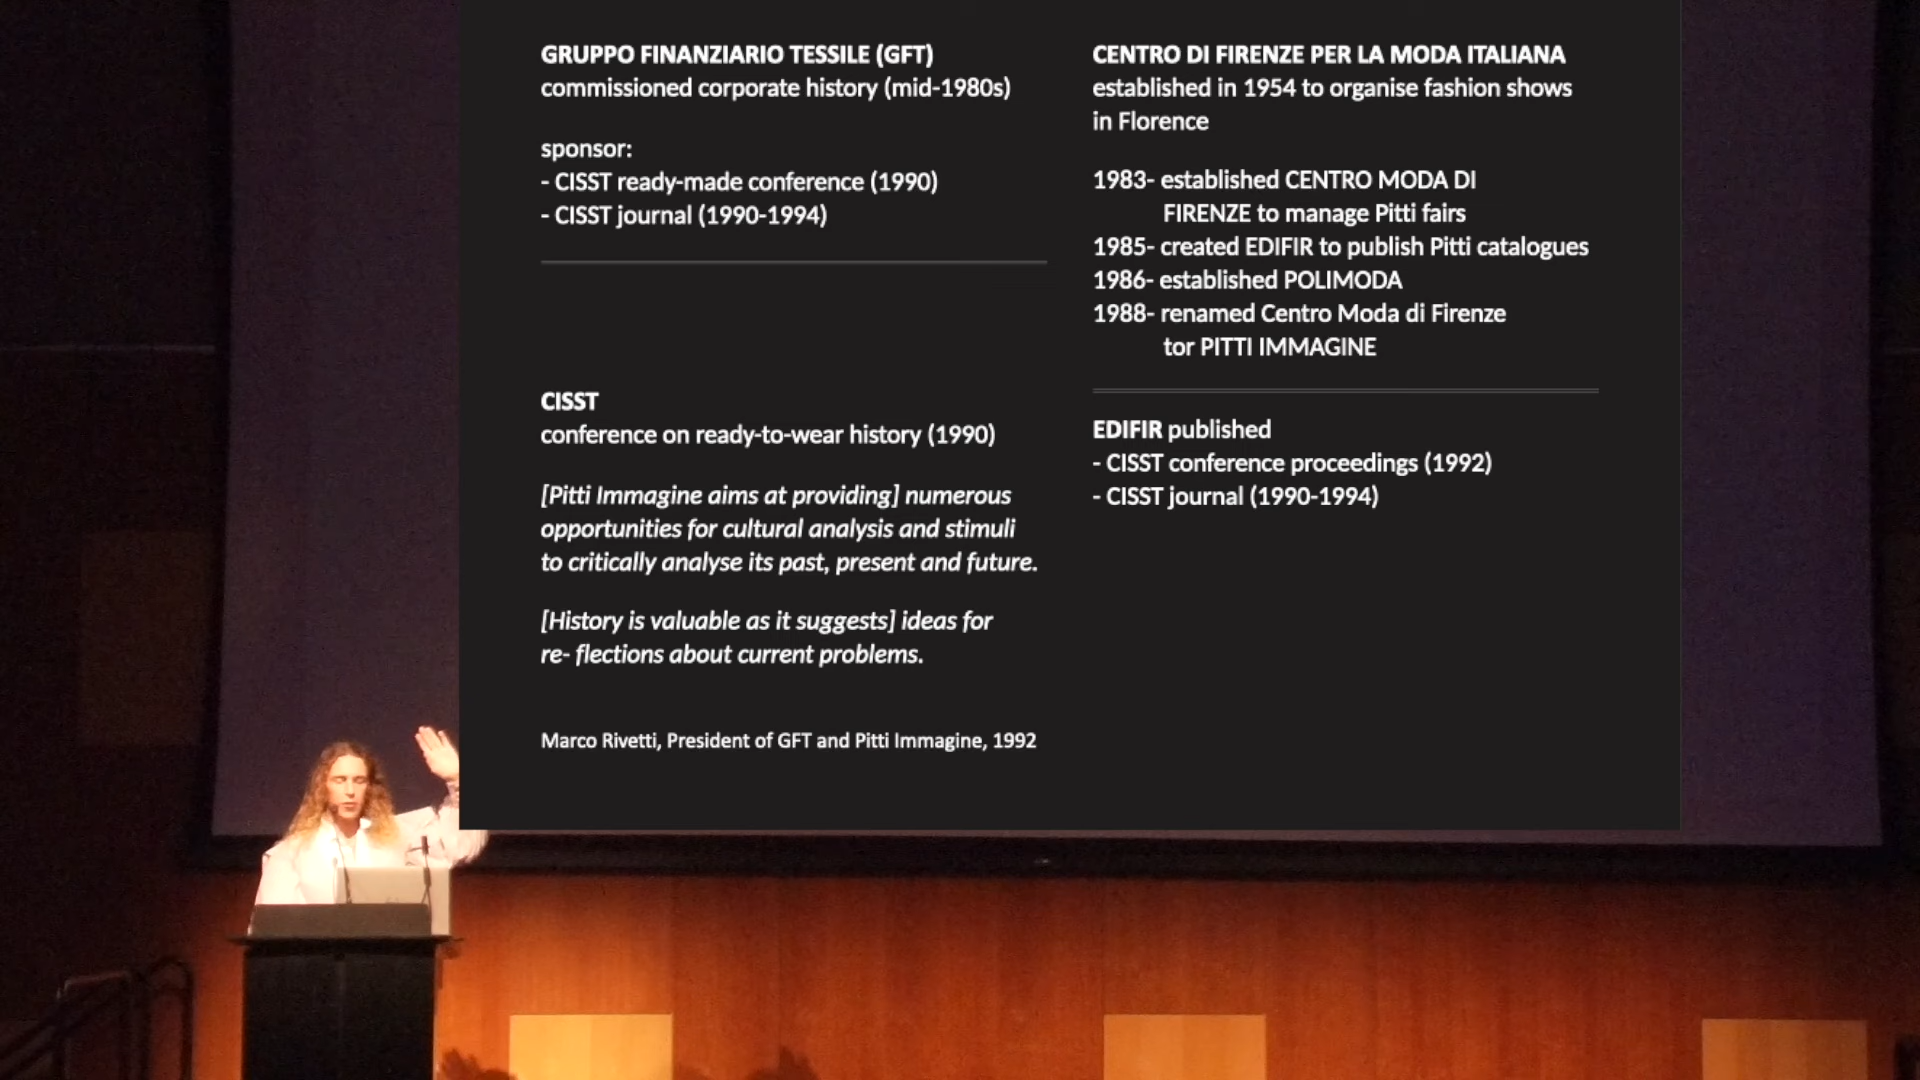 GRUPPO FINANZIARIO TESSILE (GFT)
commissioned corporate history (mid-1980s)
sponsor:
- CISST ready-made conference (1990)
- CISST journal (1990-1994)
CISST
conference on ready-to-wear history (1990)
[Pitti Immagine aims at providing] numerous
opportunities for cultural analysis and stimuli
to critically analyse its past, present and future.
[History is valuable as it suggests] ideas for
re- flections about current problems.
Marco Rivetti, President of GFT and Pitti Immagine, 1992
CENTRO DI FIRENZE PER LA MODA ITALIANA
established in 1954 to organise fashion shows
in Florence
1983- established CENTRO MODA DI
FIRENZE to manage Pitti fairs
1985- created EDIFIR to publish Pitti catalogues
1986- established POLIMODA
1988- renamed Centro Moda di Firenze
tor PITTI IMMAGINE
EDIFIR published
- CISST conference proceedings (1992)
- CISST journal (1990-1994)